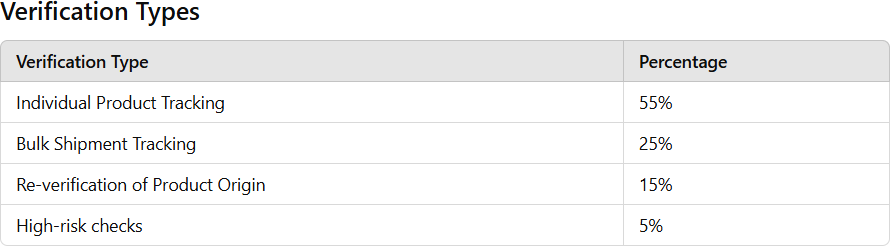 Verification Types
Verification Type Percentage
Individual Product Tracking 55%
Bulk Shipment Tracking 25%
Re-verification of Product Origin 15%
High-risk checks 5%